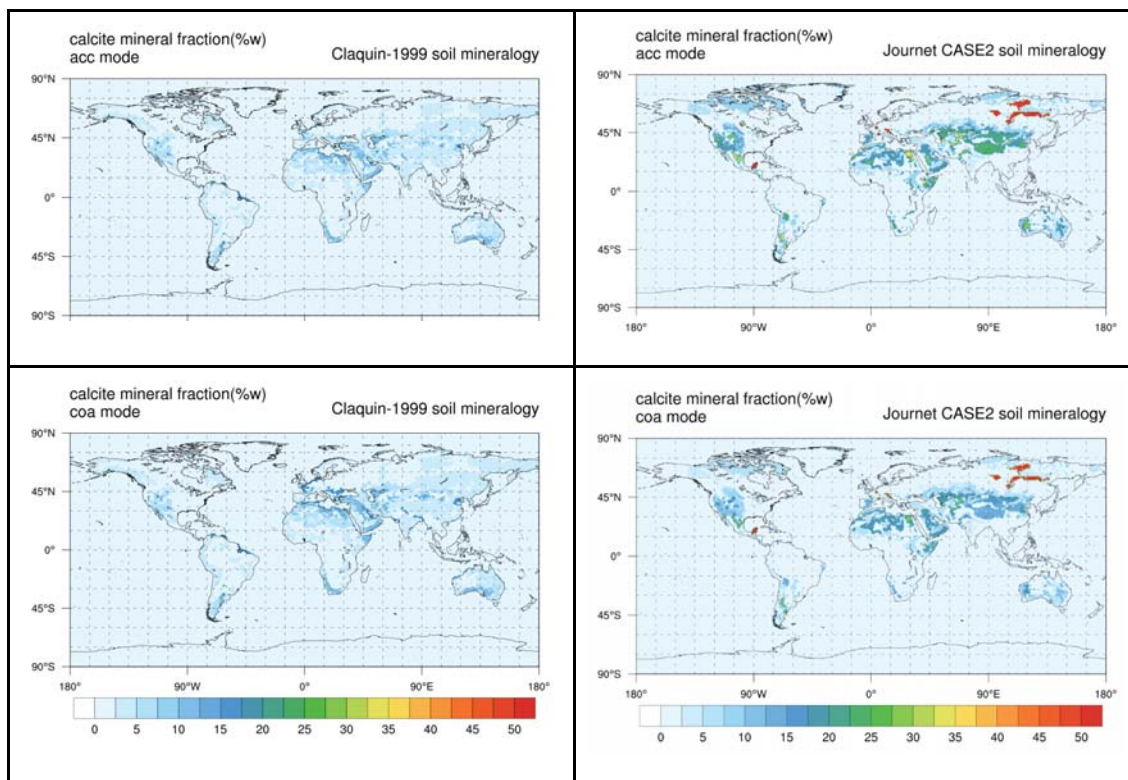 calcite mineral fraction(%w)
acc mode
Claquin-1999 soil mineralogy
90°N
45°N
0°
45°S
90°S
calcite mineral fraction(%w)
acc mode
Journet CASE2 soil mineralogy
90°N
45°N
0°
45°S
90°S
180° 90°W 0° 90°E 180°
calcite mineral fraction(%w)
coa mode
Claquin-1999 soil mineralogy
90°N
45°N
0°
45°S
90°S
180° 90°W 0° 90°E 180°
0 5 10 15 20 25 30 35 40 45 50
calcite mineral fraction(%w)
coa mode
Journet CASE2 soil mineralogy
90°N
45°N
0°
45°S
90°S
180° 90°W 0° 90°E 180°
0 5 10 15 20 25 30 35 40 45 50